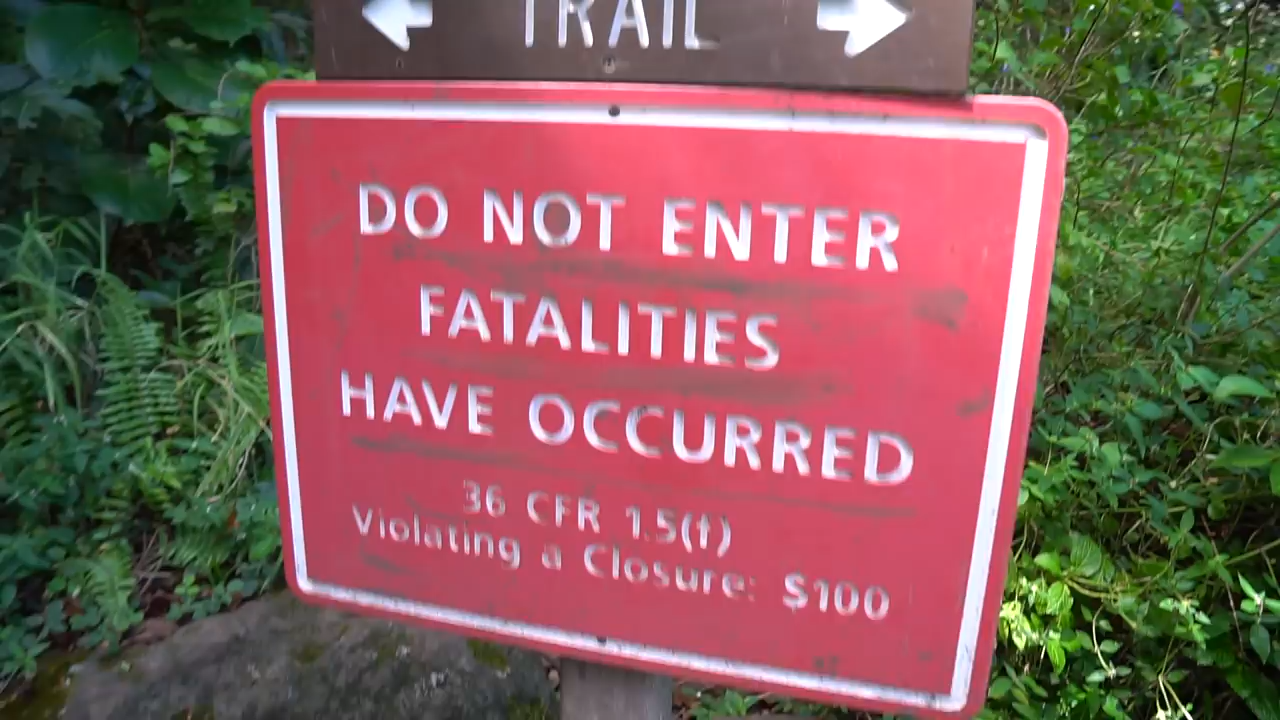 TRAIL
DO NOT ENTER
FATALITIES
HAVE OCCURRED
36 CFR 1.5(f)
Violating a Closure: $100